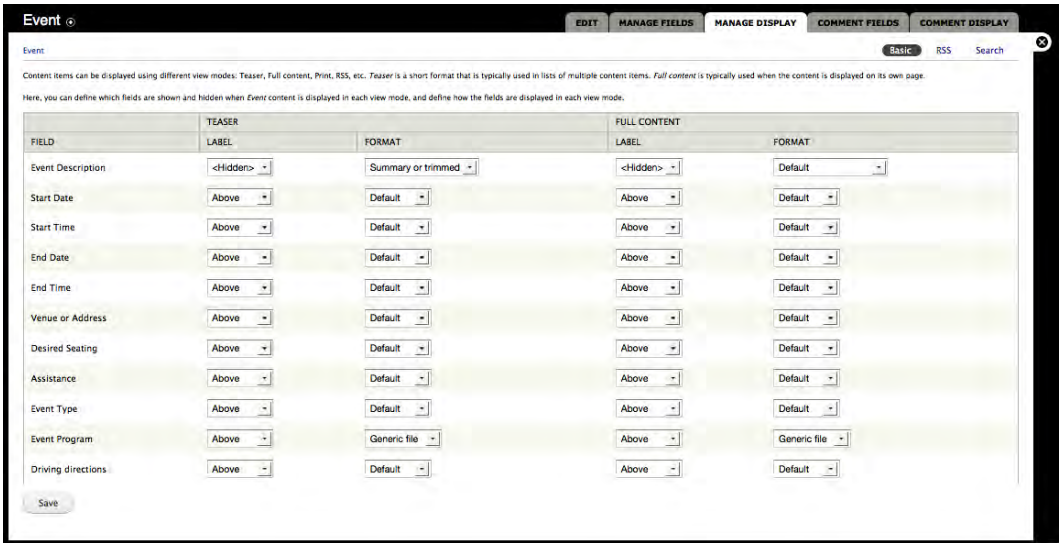 Event
EDIT MANAGE FIELDS MANAGE DISPLAY COMMENT FIELDS COMMENT DISPLAY
Event Basic RSS Search
Content items can be displayed using different view modes: Teaser, Full content, Print, RSS, etc. Teaser is a short format that is typically used in lists of multiple content items. Full content is typically used when the content is displayed on its own page.
Here, you can define which fields are shown and hidden when Event content is displayed in each view mode, and define how the fields are displayed in each view mode.
TEASER FULL CONTENT
FIELD LABEL FORMAT LABEL FORMAT
Event Description <Hidden> Summary or trimmed <Hidden> Default
Start Date Above Default Above Default
Start Time Above Default Above Default
End Date Above Default Above Default
End Time Above Default Above Default
Venue or Address Above Default Above Default
Desired Seating Above Default Above Default
Assistance Above Default Above Default
Event Type Above Default Above Default
Event Program Above Generic file Above Generic file
Driving directions Above Default Above Default
Save